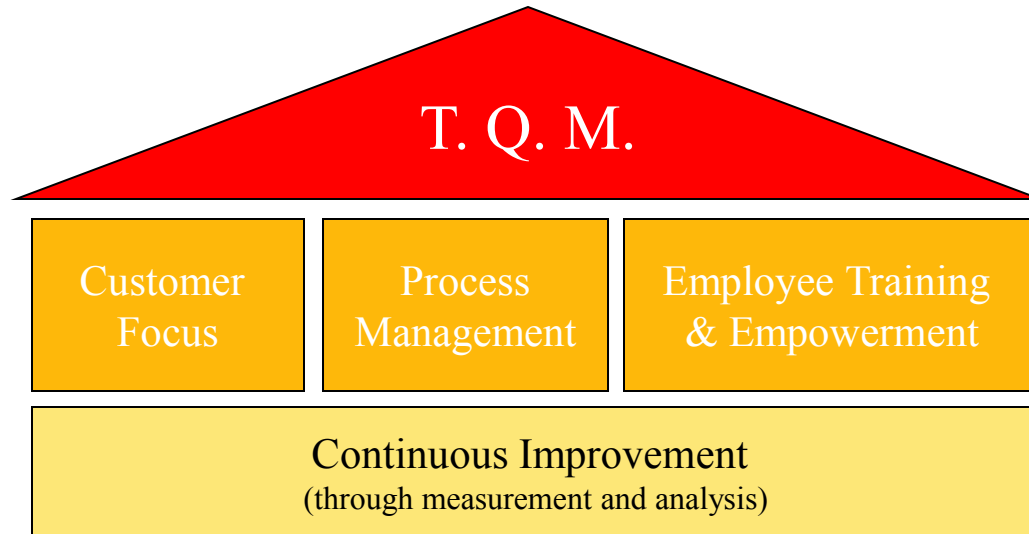 T. Q. M.
Customer
Focus
Process
Management
Employee Training
& Empowerment
Continuous Improvement
(through measurement and analysis)